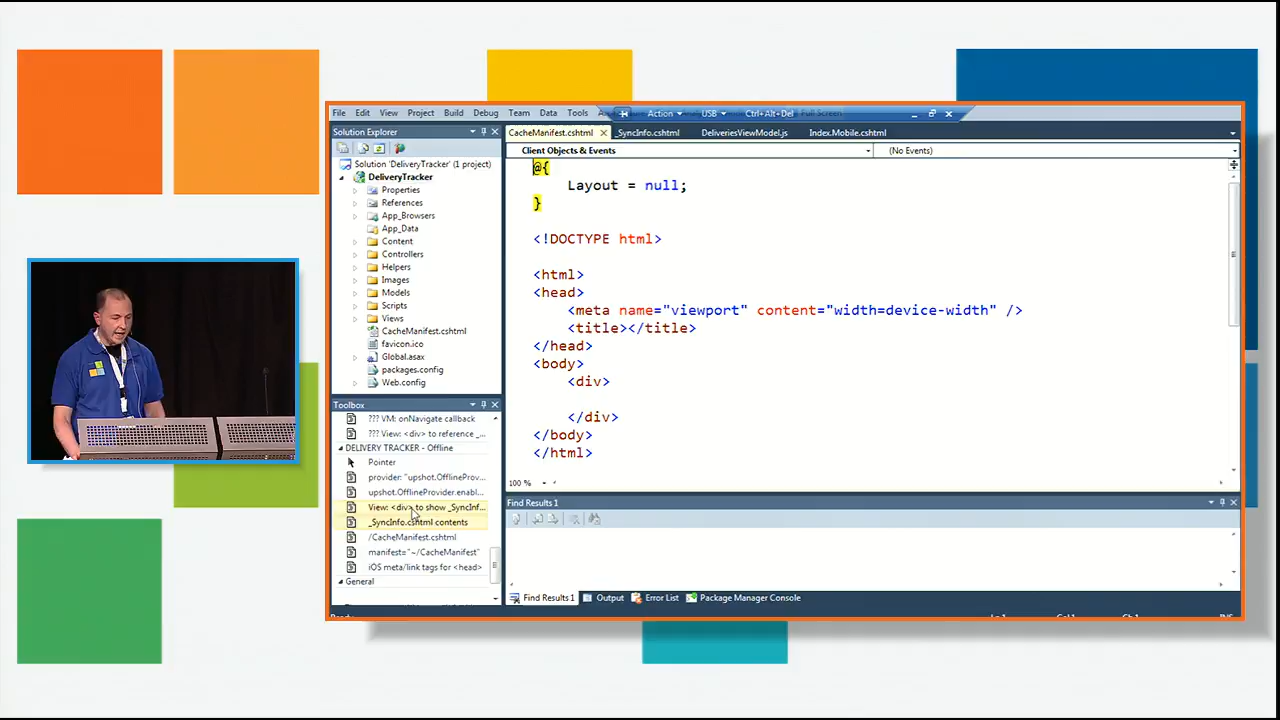 File Edit View Project Build Debug Team Data Tools
Action USB Ctrl+Alt+Del Full Screen
Solution Explorer
Solution 'DeliveryTracker' (1 project)
DeliveryTracker
Properties
References
App_Browsers
App_Data
Content
Controllers
Helpers
Images
Models
Scripts
Views
CacheManifest.cshtml
favicon.ico
Global.asax
packages.config
Web.config
Toolbox
??? VM: onNavigate callback
??? View: <div> to reference _...
DELIVERY TRACKER - Offline
Pointer
provider: "upshot.OfflineProv...
upshot.OfflineProvider.enabl...
View: <div> to show _SyncInf...
_SyncInfo.cshtml contents
/CacheManifest.cshtml
manifest="~/CacheManifest"
iOS meta/link tags for <head>
General
CacheManifest.cshtml _SyncInfo.cshtml DeliveriesViewModel.js Index.Mobile.cshtml
Client Objects & Events (No Events)
@{
Layout = null;
}
<!DOCTYPE html>
<html>
<head>
<meta name="viewport" content="width=device-width" />
<title></title>
</head>
<body>
<div>
</div>
</body>
</html>
100 %
Find Results 1
Find Results 1 Output Error List Package Manager Console